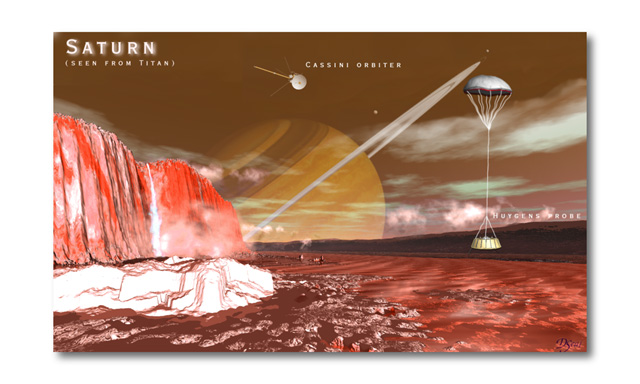 Saturn
(seen from Titan)
Cassini orbiter
Huygens probe